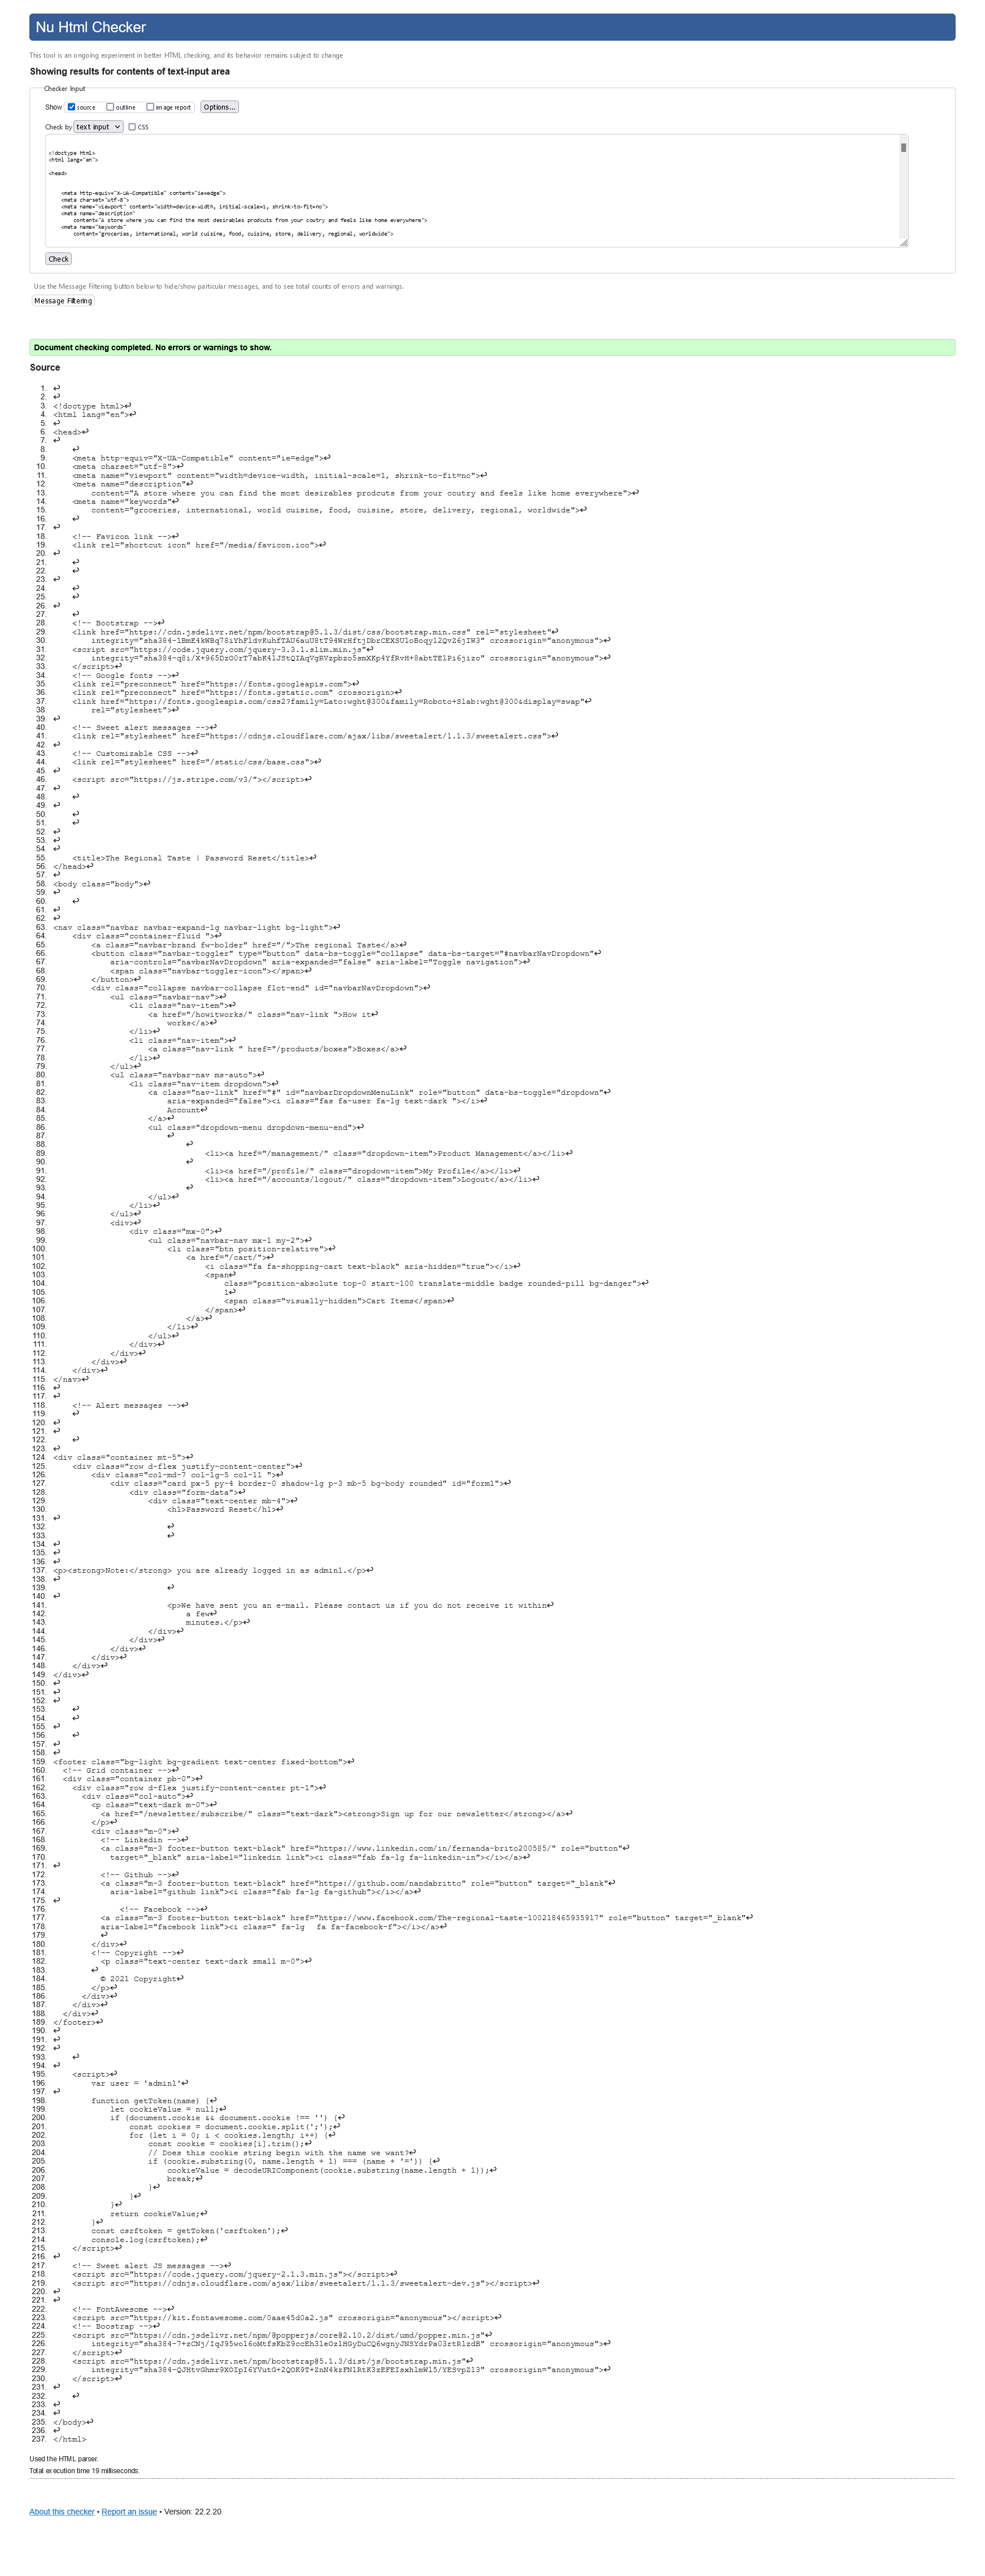 Nu Html Checker
This tool is an ongoing experiment in better HTML checking, and its behavior remains subject to change
Showing results for contents of text-input area
Checker Input
Show source outline image report Options...
Check by text input CSS
<!doctype html>
<html lang="en">
<head>
<meta http-equiv="X-UA-Compatible" content="ie=edge">
<meta charset="utf-8">
<meta name="viewport" content="width=device-width, initial-scale=1, shrink-to-fit=no">
<meta name="description"
content="A store where you can find the most desirables prodcuts from your coutry and feels like home everywhere">
<meta name="keywords"
content="groceries, international, world cuisine, food, cuisine, store, delivery, regional, worldwide">
Check
Use the Message Filtering button below to hide/show particular messages, and to see total counts of errors and warnings.
Message Filtering
Document checking completed. No errors or warnings to show.
Source
1. ↩
2. ↩
3. <!doctype html>↩
4. <html lang="en">↩
5. ↩
6. <head>↩
7. ↩
8. ↩
9. <meta http-equiv="X-UA-Compatible" content="ie=edge">↩
10. <meta charset="utf-8">↩
11. <meta name="viewport" content="width=device-width, initial-scale=1, shrink-to-fit=no">↩
12. <meta name="description"↩
13. content="A store where you can find the most desirables prodcuts from your coutry and feels like home everywhere">↩
14. <meta name="keywords"↩
15. content="groceries, international, world cuisine, food, cuisine, store, delivery, regional, worldwide">↩
16. ↩
17. ↩
18. <!-- Favicon link -->↩
19. <link rel="shortcut icon" href="/media/favicon.ico">↩
20. ↩
21. ↩
22. ↩
23. ↩
24. ↩
25. ↩
26. ↩
27. ↩
28. <!-- Bootstrap -->↩
29. <link href="https://cdn.jsdelivr.net/npm/bootstrap@5.1.3/dist/css/bootstrap.min.css" rel="stylesheet"↩
30. integrity="sha384-1BmE4kWBq78iYhFldvKuhfTAU6auU8tT94WrHftjDbrCEXSU1oBoqyl2QvZ6jIW3" crossorigin="anonymous">↩
31. <script src="https://code.jquery.com/jquery-3.3.1.slim.min.js"↩
32. integrity="sha384-q8i/X+965DzO0rT7abK41JStQIAqVgRVzpbzo5smXKp4YfRvH+8abtTE1Pi6jizo" crossorigin="anonymous">↩
33. </script>↩
34. <!-- Google fonts -->↩
35. <link rel="preconnect" href="https://fonts.googleapis.com">↩
36. <link rel="preconnect" href="https://fonts.gstatic.com" crossorigin>↩
37. <link href="https://fonts.googleapis.com/css2?family=Lato:wght@300&family=Roboto+Slab:wght@300&display=swap"↩
38. rel="stylesheet">↩
39. ↩
40. <!-- Sweet alert messages -->↩
41. <link rel="stylesheet" href="https://cdnjs.cloudflare.com/ajax/libs/sweetalert/1.1.3/sweetalert.css">↩
42. ↩
43. <!-- Customizable CSS -->↩
44. <link rel="stylesheet" href="/static/css/base.css">↩
45. ↩
46. <script src="https://js.stripe.com/v3/"></script>↩
47. ↩
48. ↩
49. ↩
50. ↩
51. ↩
52. ↩
53. ↩
54. ↩
55. <title>The Regional Taste | Password Reset</title>↩
56. </head>↩
57. ↩
58. <body class="body">↩
59. ↩
60. ↩
61. ↩
62. ↩
63. <nav class="navbar navbar-expand-lg navbar-light bg-light">↩
64. <div class="container-fluid ">↩
65. <a class="navbar-brand fw-bolder" href="/">The regional Taste</a>↩
66. <button class="navbar-toggler" type="button" data-bs-toggle="collapse" data-bs-target="#navbarNavDropdown"↩
67. aria-controls="navbarNavDropdown" aria-expanded="false" aria-label="Toggle navigation">↩
68. <span class="navbar-toggler-icon"></span>↩
69. </button>↩
70. <div class="collapse navbar-collapse flot-end" id="navbarNavDropdown">↩
71. <ul class="navbar-nav">↩
72. <li class="nav-item">↩
73. <a href="/howitworks/" class="nav-link ">How it↩
74. works</a>↩
75. </li>↩
76. <li class="nav-item">↩
77. <a class="nav-link " href="/products/boxes">Boxes</a>↩
78. </li>↩
79. </ul>↩
80. <ul class="navbar-nav ms-auto">↩
81. <li class="nav-item dropdown">↩
82. <a class="nav-link" href="#" id="navbarDropdownMenuLink" role="button" data-bs-toggle="dropdown"↩
83. aria-expanded="false"><i class="fas fa-user fa-lg text-dark "></i>↩
84. Account↩
85. </a>↩
86. <ul class="dropdown-menu dropdown-menu-end">↩
87. ↩
88. ↩
89. <li><a href="/management/" class="dropdown-item">Product Management</a></li>↩
90. ↩
91. <li><a href="/profile/" class="dropdown-item">My Profile</a></li>↩
92. <li><a href="/accounts/logout/" class="dropdown-item">Logout</a></li>↩
93. ↩
94. </ul>↩
95. </li>↩
96. </ul>↩
97. <div>↩
98. <div class="mx-0">↩
99. <ul class="navbar-nav mx-1 my-2">↩
100. <li class="btn position-relative">↩
101. <a href="/cart/">↩
102. <i class="fa fa-shopping-cart text-black" aria-hidden="true"></i>↩
103. <span↩
104. class="position-absolute top-0 start-100 translate-middle badge rounded-pill bg-danger">↩
105. 1↩
106. <span class="visually-hidden">Cart Items</span>↩
107. </span>↩
108. </a>↩
109. </li>↩
110. </ul>↩
111. </div>↩
112. </div>↩
113. </div>↩
114. </div>↩
115. </nav>↩
116. ↩
117. ↩
118. <!-- Alert messages -->↩
119. ↩
120. ↩
121. ↩
122. ↩
123. ↩
124. <div class="container mt-5">↩
125. <div class="row d-flex justify-content-center">↩
126. <div class="col-md-7 col-lg-5 col-11 ">↩
127. <div class="card px-5 py-4 border-0 shadow-lg p-3 mb-5 bg-body rounded" id="form1">↩
128. <div class="form-data">↩
129. <div class="text-center mb-4">↩
130. <h1>Password Reset</h1>↩
131. ↩
132. ↩
133. ↩
134. ↩
135. ↩
136. ↩
137. <p><strong>Note:</strong> you are already logged in as admin1.</p>↩
138. ↩
139. ↩
140. ↩
141. <p>We have sent you an e-mail. Please contact us if you do not receive it within↩
142. a few↩
143. minutes.</p>↩
144. </div>↩
145. </div>↩
146. </div>↩
147. </div>↩
148. </div>↩
149. </div>↩
150. ↩
151. ↩
152. ↩
153. ↩
154. ↩
155. ↩
156. ↩
157. ↩
158. ↩
159. <footer class="bg-light bg-gradient text-center fixed-bottom">↩
160. <!-- Grid container -->↩
161. <div class="container pb-0">↩
162. <div class="row d-flex justify-content-center pt-1">↩
163. <div class="col-auto">↩
164. <p class="text-dark m-0">↩
165. <a href="/newsletter/subscribe/" class="text-dark"><strong>Sign up for our newsletter</strong></a>↩
166. </p>↩
167. <div class="m-0">↩
168. <!-- Linkedin -->↩
169. <a class="m-3 footer-button text-black" href="https://www.linkedin.com/in/fernanda-brito200585/" role="button"↩
170. target="_blank" aria-label="linkedin link"><i class="fab fa-lg fa-linkedin-in"></i></a>↩
171. ↩
172. <!-- Github -->↩
173. <a class="m-3 footer-button text-black" href="https://github.com/nandabritto" role="button" target="_blank"↩
174. aria-label="github link"><i class="fab fa-lg fa-github"></i></a>↩
175. ↩
176. <!-- Facebook -->↩
177. <a class="m-3 footer-button text-black" href="https://www.facebook.com/The-regional-taste-100218465935917" role="button" target="_blank"↩
178. aria-label="facebook link"><i class=" fa-lg fa fa-facebook-f"></i></a>↩
179. ↩
180. </div>↩
181. <!-- Copyright -->↩
182. <p class="text-center text-dark small m-0">↩
183. ↩
184. © 2021 Copyright↩
185. </p>↩
186. </div>↩
187. </div>↩
188. </div>↩
189. </footer>↩
190. ↩
191. ↩
192. ↩
193. ↩
194. ↩
195. <script>↩
196. var user = 'admin1'↩
197. ↩
198. function getToken(name) {↩
199. let cookieValue = null;↩
200. if (document.cookie && document.cookie !== '') {↩
201. const cookies = document.cookie.split(';');↩
202. for (let i = 0; i < cookies.length; i++) {↩
203. const cookie = cookies[i].trim();↩
204. // Does this cookie string begin with the name we want?↩
205. if (cookie.substring(0, name.length + 1) === (name + '=')) {↩
206. cookieValue = decodeURIComponent(cookie.substring(name.length + 1));↩
207. break;↩
208. }↩
209. }↩
210. }↩
211. return cookieValue;↩
212. }↩
213. const csrftoken = getToken('csrftoken');↩
214. console.log(csrftoken);↩
215. </script>↩
216. ↩
217. <!-- Sweet alert JS messages -->↩
218. <script src="https://code.jquery.com/jquery-2.1.3.min.js"></script>↩
219. <script src="https://cdnjs.cloudflare.com/ajax/libs/sweetalert/1.1.3/sweetalert-dev.js"></script>↩
220. ↩
221. ↩
222. <!-- FontAwesome -->↩
223. <script src="https://kit.fontawesome.com/0aae45d0a2.js" crossorigin="anonymous"></script>↩
224. <!-- Boostrap -->↩
225. <script src="https://cdn.jsdelivr.net/npm/@popperjs/core@2.10.2/dist/umd/popper.min.js"↩
226. integrity="sha384-7+zCNj/IqJ95wo16oMtfsKbZ9ccEh31eOz1HGyDuCQ6wgnyJNSYdrPa03rtR1zdB" crossorigin="anonymous">↩
227. </script>↩
228. <script src="https://cdn.jsdelivr.net/npm/bootstrap@5.1.3/dist/js/bootstrap.min.js"↩
229. integrity="sha384-QJHtvGhmr9XOIpI6YVutG+2QOK9T+ZnN4kzFN1RtK3zEFEIsxhlmWl5/YESvpZ13" crossorigin="anonymous">↩
230. </script>↩
231. ↩
232. ↩
233. ↩
234. ↩
235. </body>↩
236. ↩
237. </html>
Used the HTML parser.
Total execution time 19 milliseconds.
About this checker • Report an issue • Version: 22.2.20